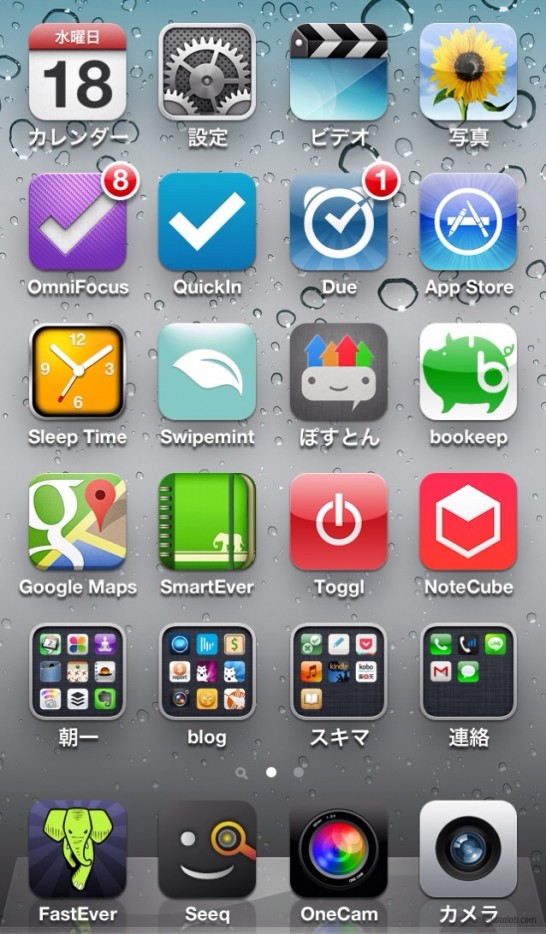 水曜日
18
カレンダー
設定
ビデオ
写真
8
1
OmniFocus
QuickIn
Due
App Store
12
9
3
6
Sleep Time
Swipemint
ぽすとん
bookeep
g
b
Google Maps
SmartEver
Toggl
NoteCube
kindle
kobo
朝一
blog
スキマ
連絡
FastEver
Seeq
OneCam
カメラ